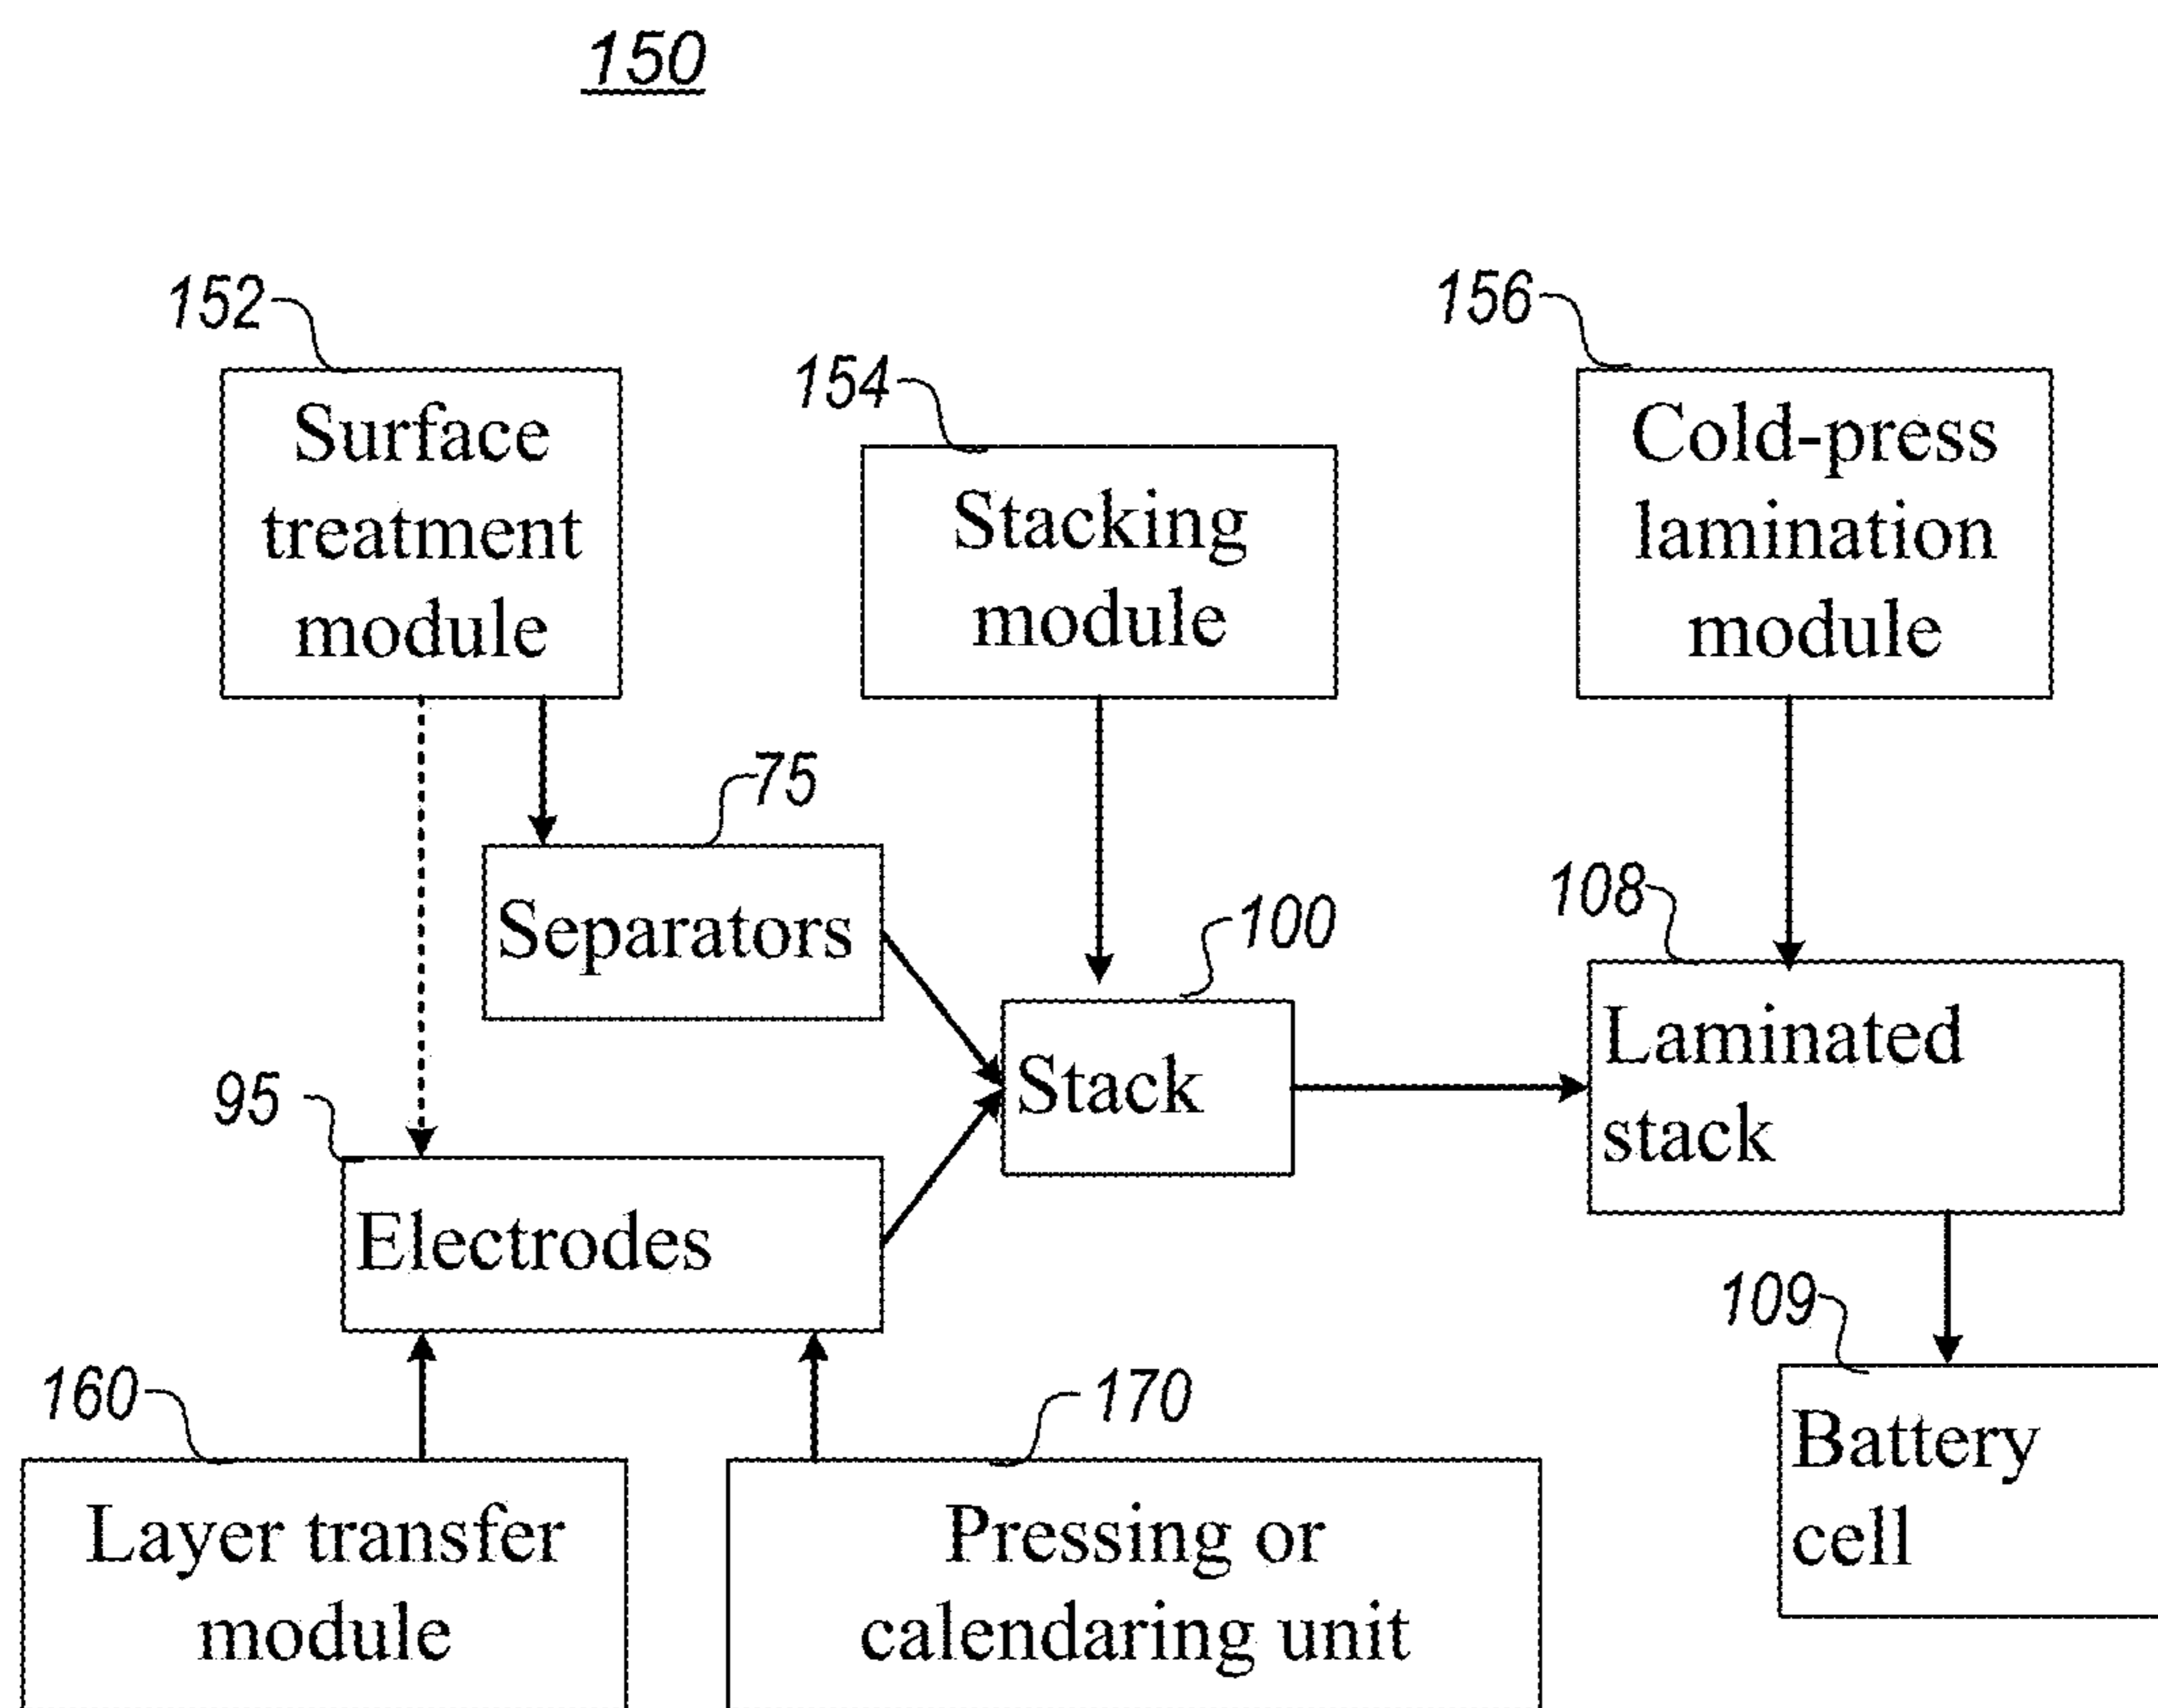 150
152
Surface
treatment
module
154
Stacking
module
156
Cold-press
lamination
module
75
Separators
100
Stack
108
Laminated
stack
95
Electrodes
109
Battery
cell
160
Layer transfer
module
170
Pressing or
calendaring unit